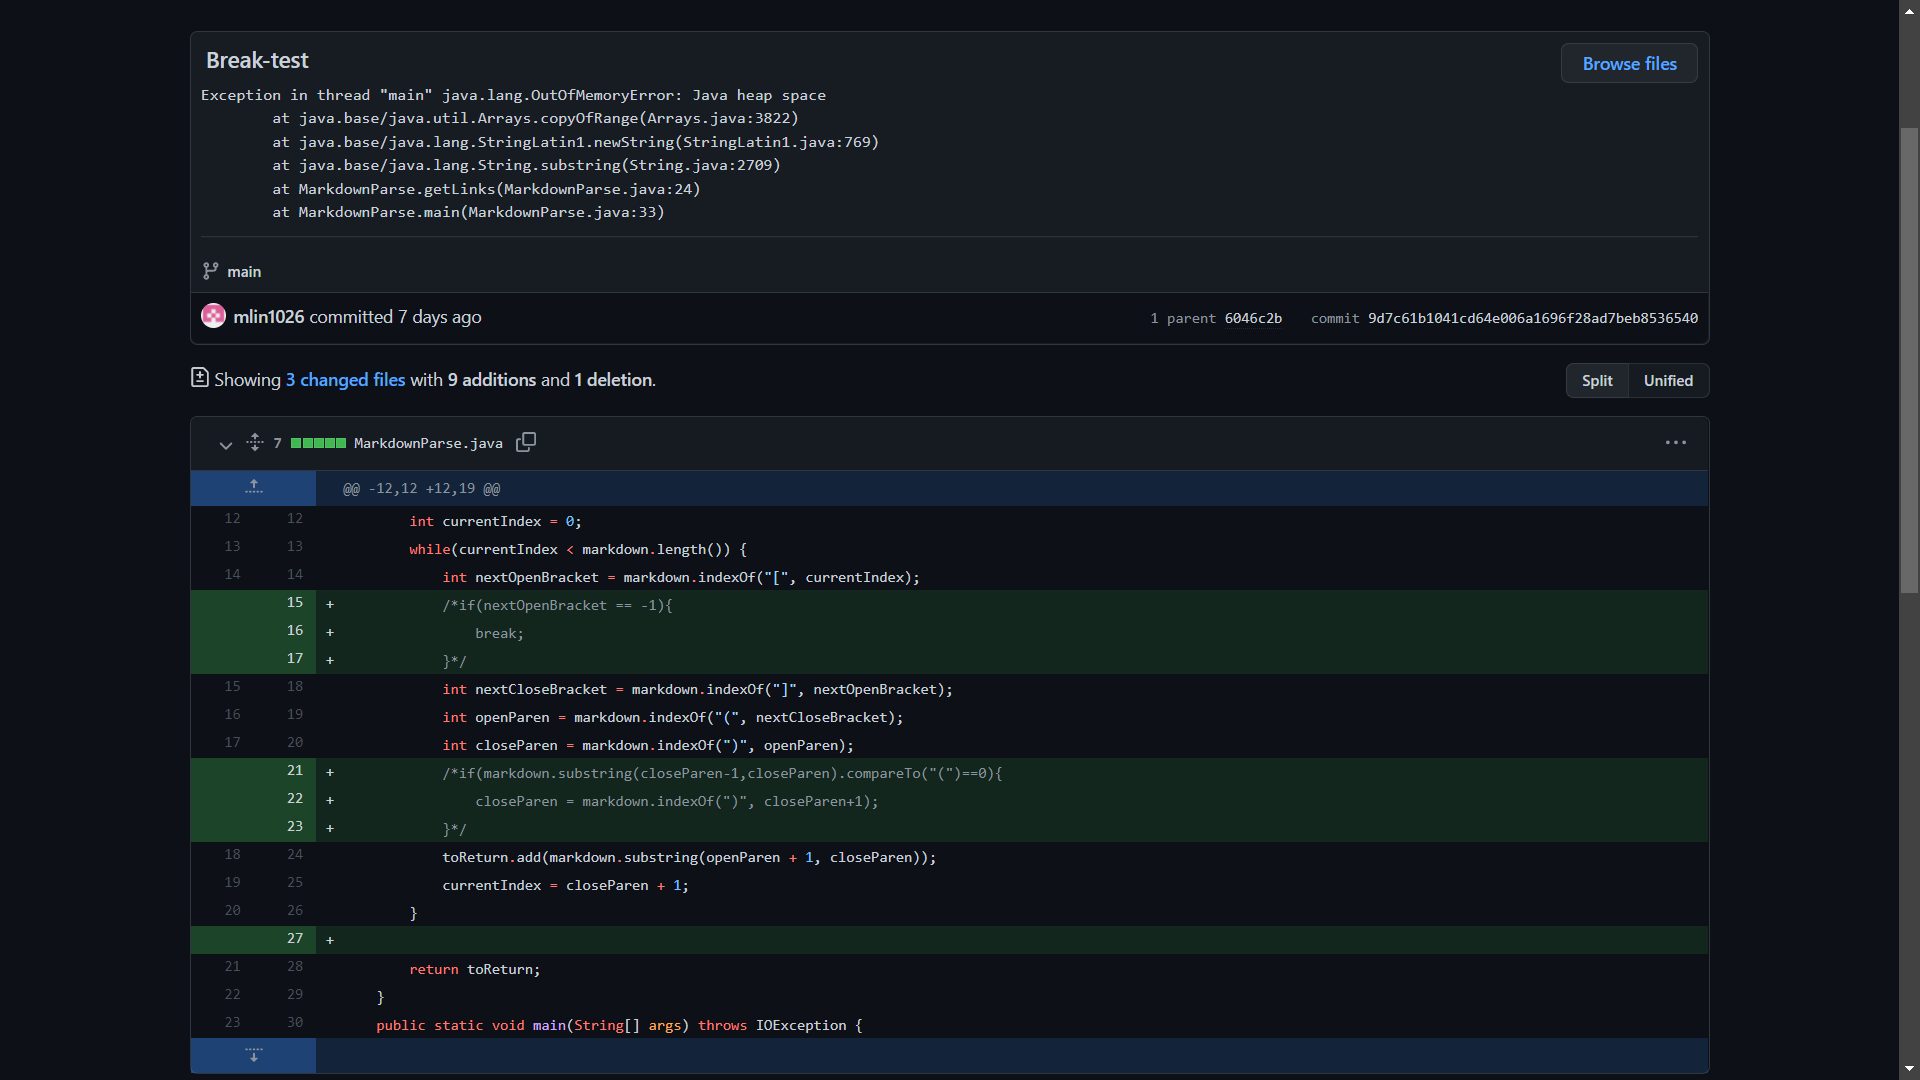 Break-test
Browse files
Exception in thread "main" java.lang.OutOfMemoryError: Java heap space
        at java.base/java.util.Arrays.copyOfRange(Arrays.java:3822)
        at java.base/java.lang.StringLatin1.newString(StringLatin1.java:769)
        at java.base/java.lang.String.substring(String.java:2709)
        at MarkdownParse.getLinks(MarkdownParse.java:24)
        at MarkdownParse.main(MarkdownParse.java:33)
main
mlin1026 committed 7 days ago
1 parent 6046c2b commit 9d7c61b1041cd64e006a1696f28ad7beb8536540
Showing 3 changed files with 9 additions and 1 deletion.
Split Unified
7 MarkdownParse.java
@@ -12,12 +12,19 @@
12 12         int currentIndex = 0;
13 13         while(currentIndex < markdown.length()) {
14 14             int nextOpenBracket = markdown.indexOf("[", currentIndex);
15 +             /*if(nextOpenBracket == -1){
16 +                 break;
17 +             }*/
15 18             int nextCloseBracket = markdown.indexOf("]", nextOpenBracket);
16 19             int openParen = markdown.indexOf("(", nextCloseBracket);
17 20             int closeParen = markdown.indexOf(")", openParen);
21 +             /*if(markdown.substring(closeParen-1,closeParen).compareTo("(")==0){
22 +                 closeParen = markdown.indexOf(")", closeParen+1);
23 +             }*/
18 24             toReturn.add(markdown.substring(openParen + 1, closeParen));
19 25             currentIndex = closeParen + 1;
20 26         }
27 +
21 28         return toReturn;
22 29     }
23 30     public static void main(String[] args) throws IOException {